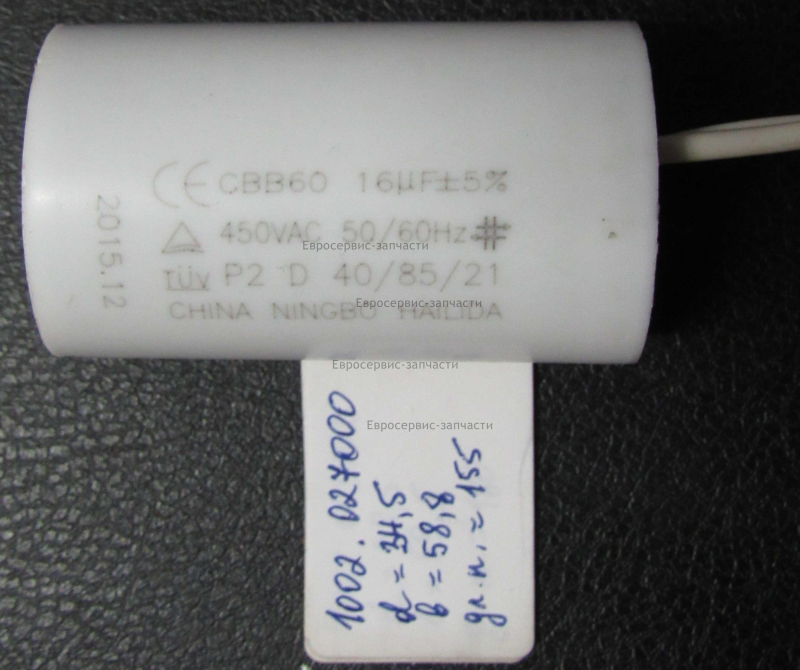 CE CBB60 16µF±5%
450VAC 50/60Hz
TÜV P2 D 40/85/21
CHINA NINGBO HAILIDA
2015.12
Евросервис-запчасти
Евросервис-запчасти
Евросервис-запчасти
Евросервис-запчасти
1002.027000
d = 34,5
в = 58,8
дл.н. = 155